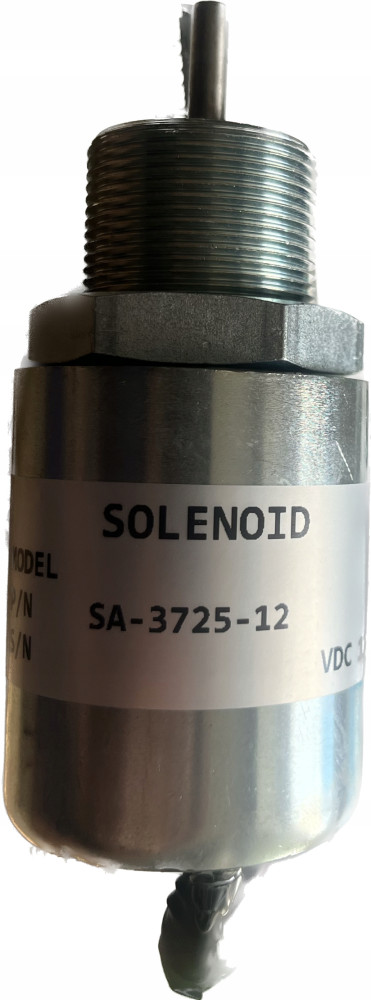 SOLENOID
MODEL
P/N SA-3725-12
S/N VDC